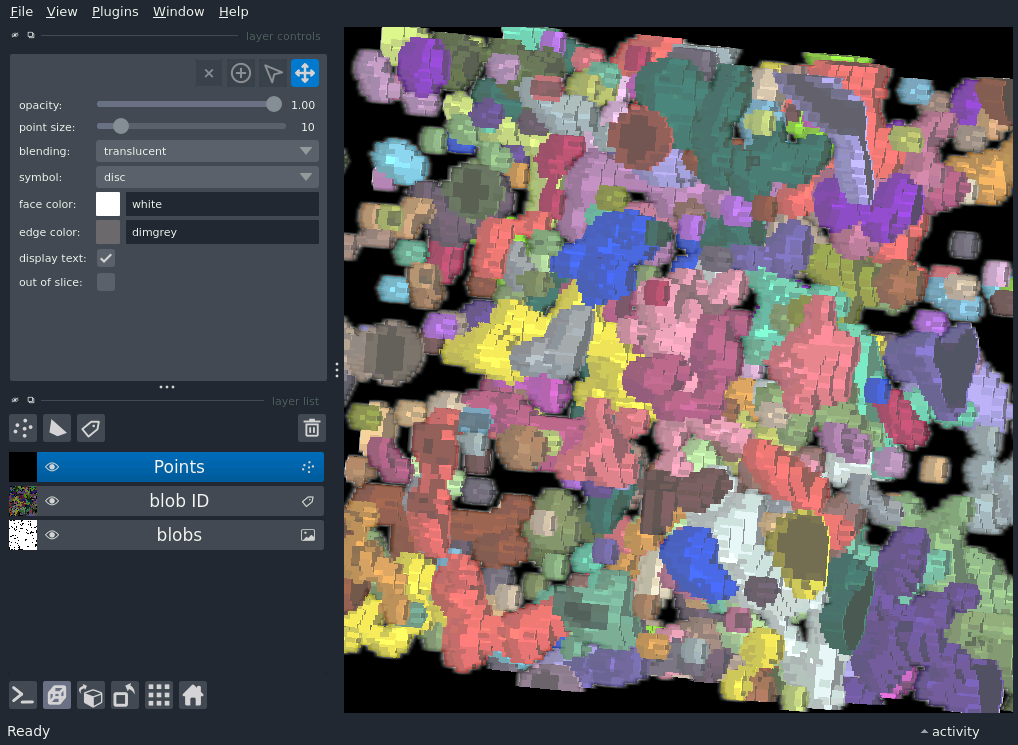 File View Plugins Window Help
layer controls
opacity: 1.00
point size: 10
blending: translucent
symbol: disc
face color: white
edge color: dimgrey
display text:
out of slice:
layer list
Points
blob ID
blobs
Ready activity